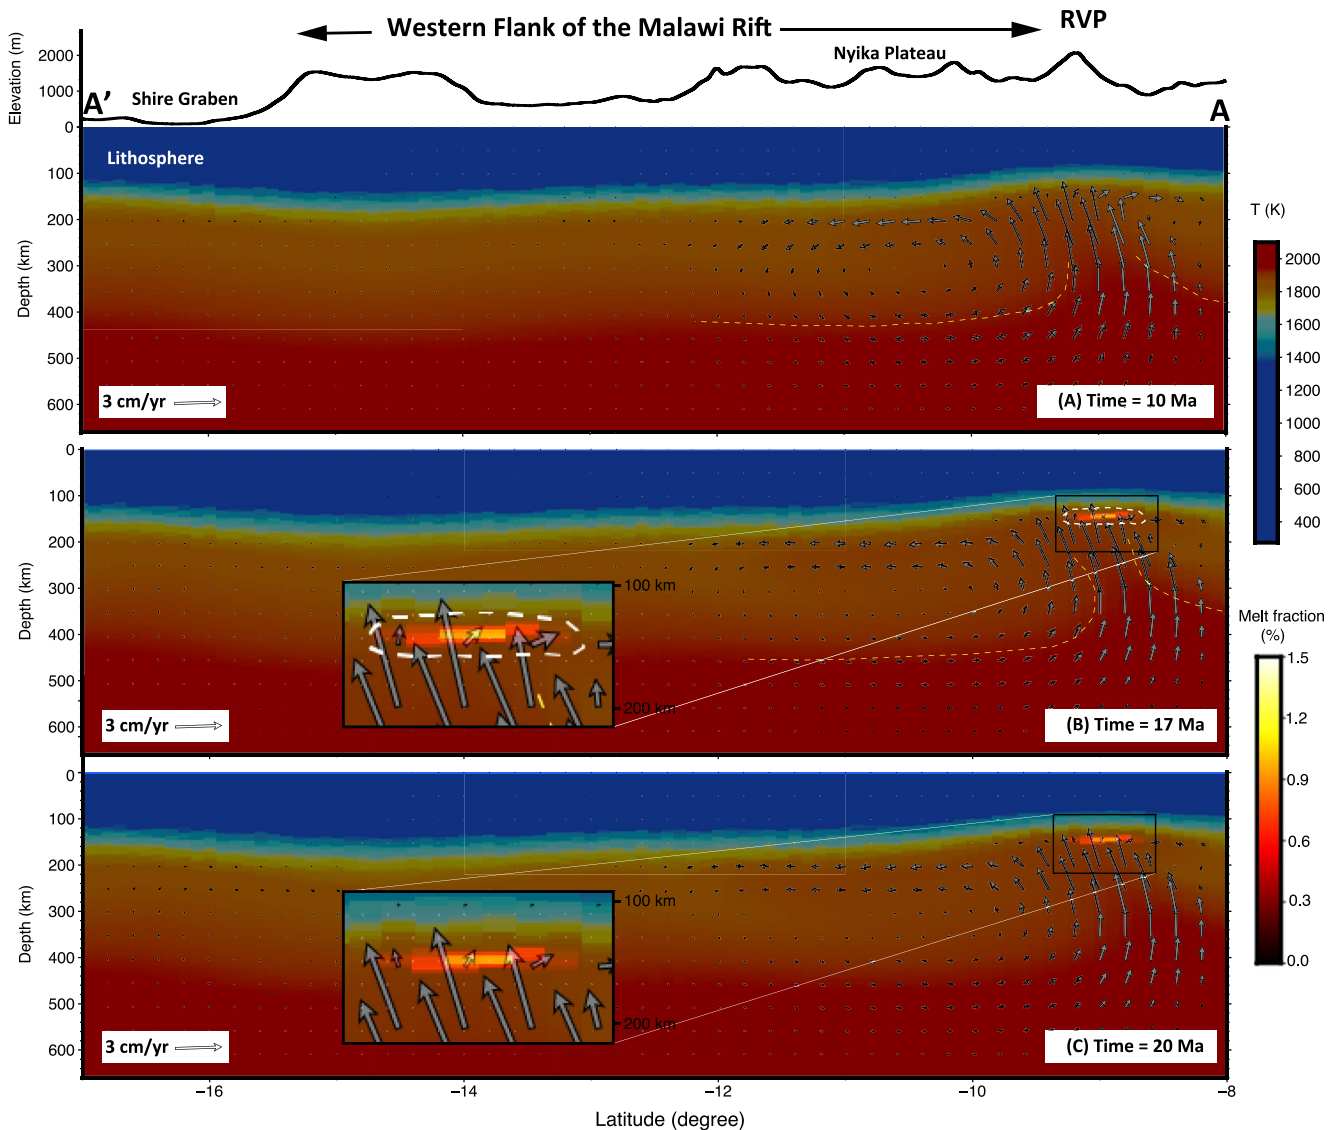 Western Flank of the Malawi Rift
RVP
Elevation (m)
2000
1000
0
A’
Shire Graben
Nyika Plateau
A
Lithosphere
Depth (km)
100
200
300
400
500
600
3 cm/yr
(A) Time = 10 Ma
T (K)
2000
1800
1600
1400
1200
1000
800
600
400
Depth (km)
0
100
200
300
400
500
600
100 km
200 km
3 cm/yr
(B) Time = 17 Ma
Melt fraction
(%)
1.5
1.2
0.9
0.6
0.3
0.0
Depth (km)
0
100
200
300
400
500
600
100 km
200 km
3 cm/yr
(C) Time = 20 Ma
−16
−14
−12
−10
−8
Latitude (degree)